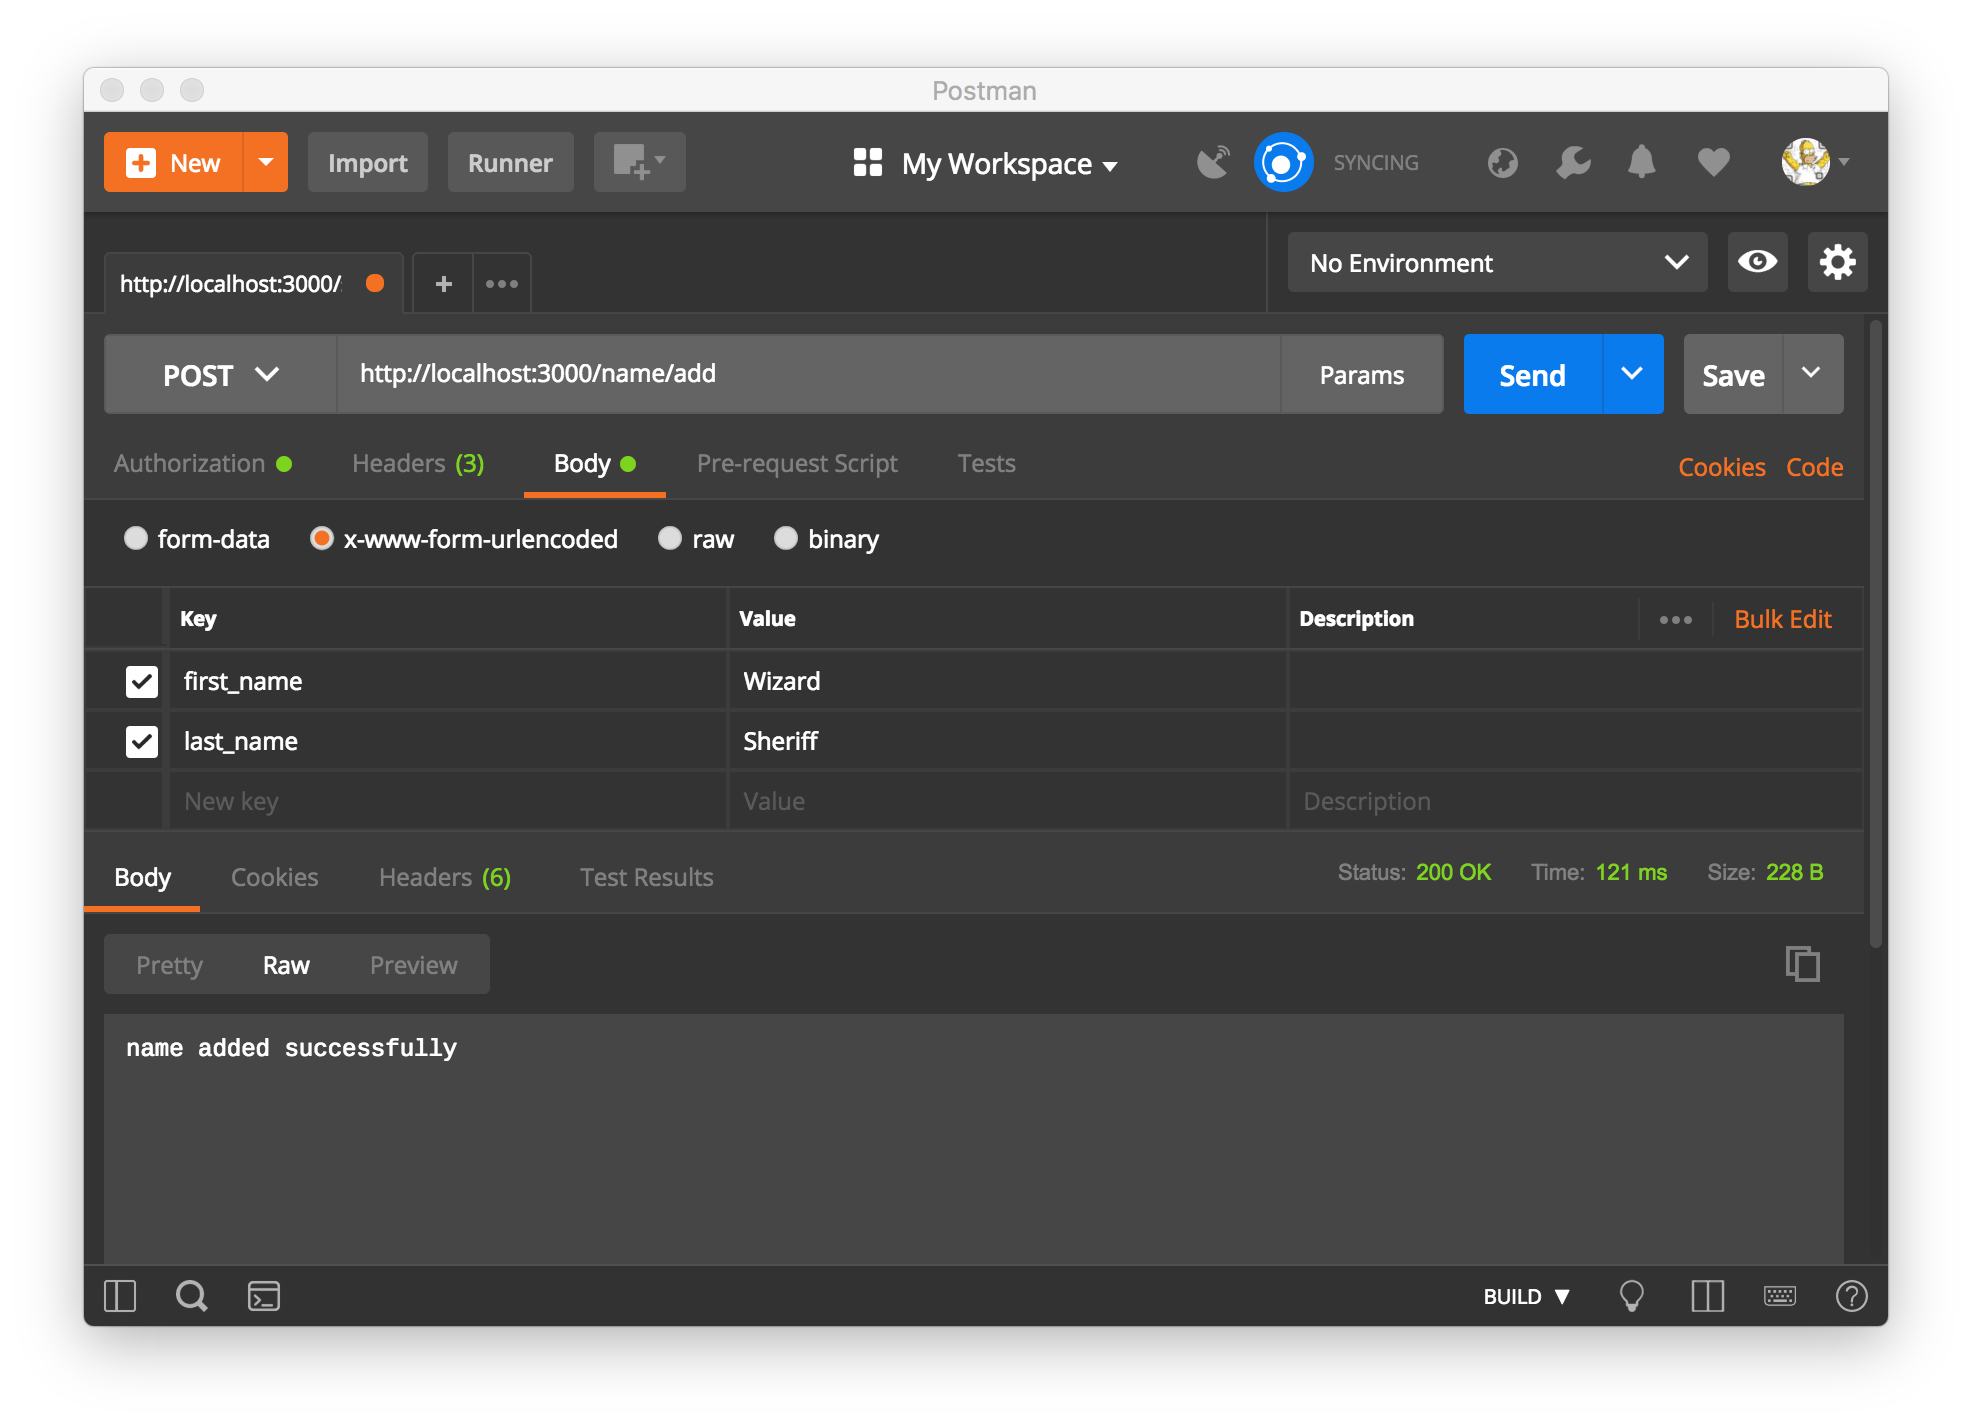 Postman
New Import Runner My Workspace SYNCING
http://localhost:3000/ No Environment
POST http://localhost:3000/name/add Params Send Save
Authorization Headers (3) Body Pre-request Script Tests Cookies Code
form-data x-www-form-urlencoded raw binary
Key Value Description Bulk Edit
first_name Wizard
last_name Sheriff
New key Value Description
Body Cookies Headers (6) Test Results Status: 200 OK Time: 121 ms Size: 228 B
Pretty Raw Preview
name added successfully
BUILD